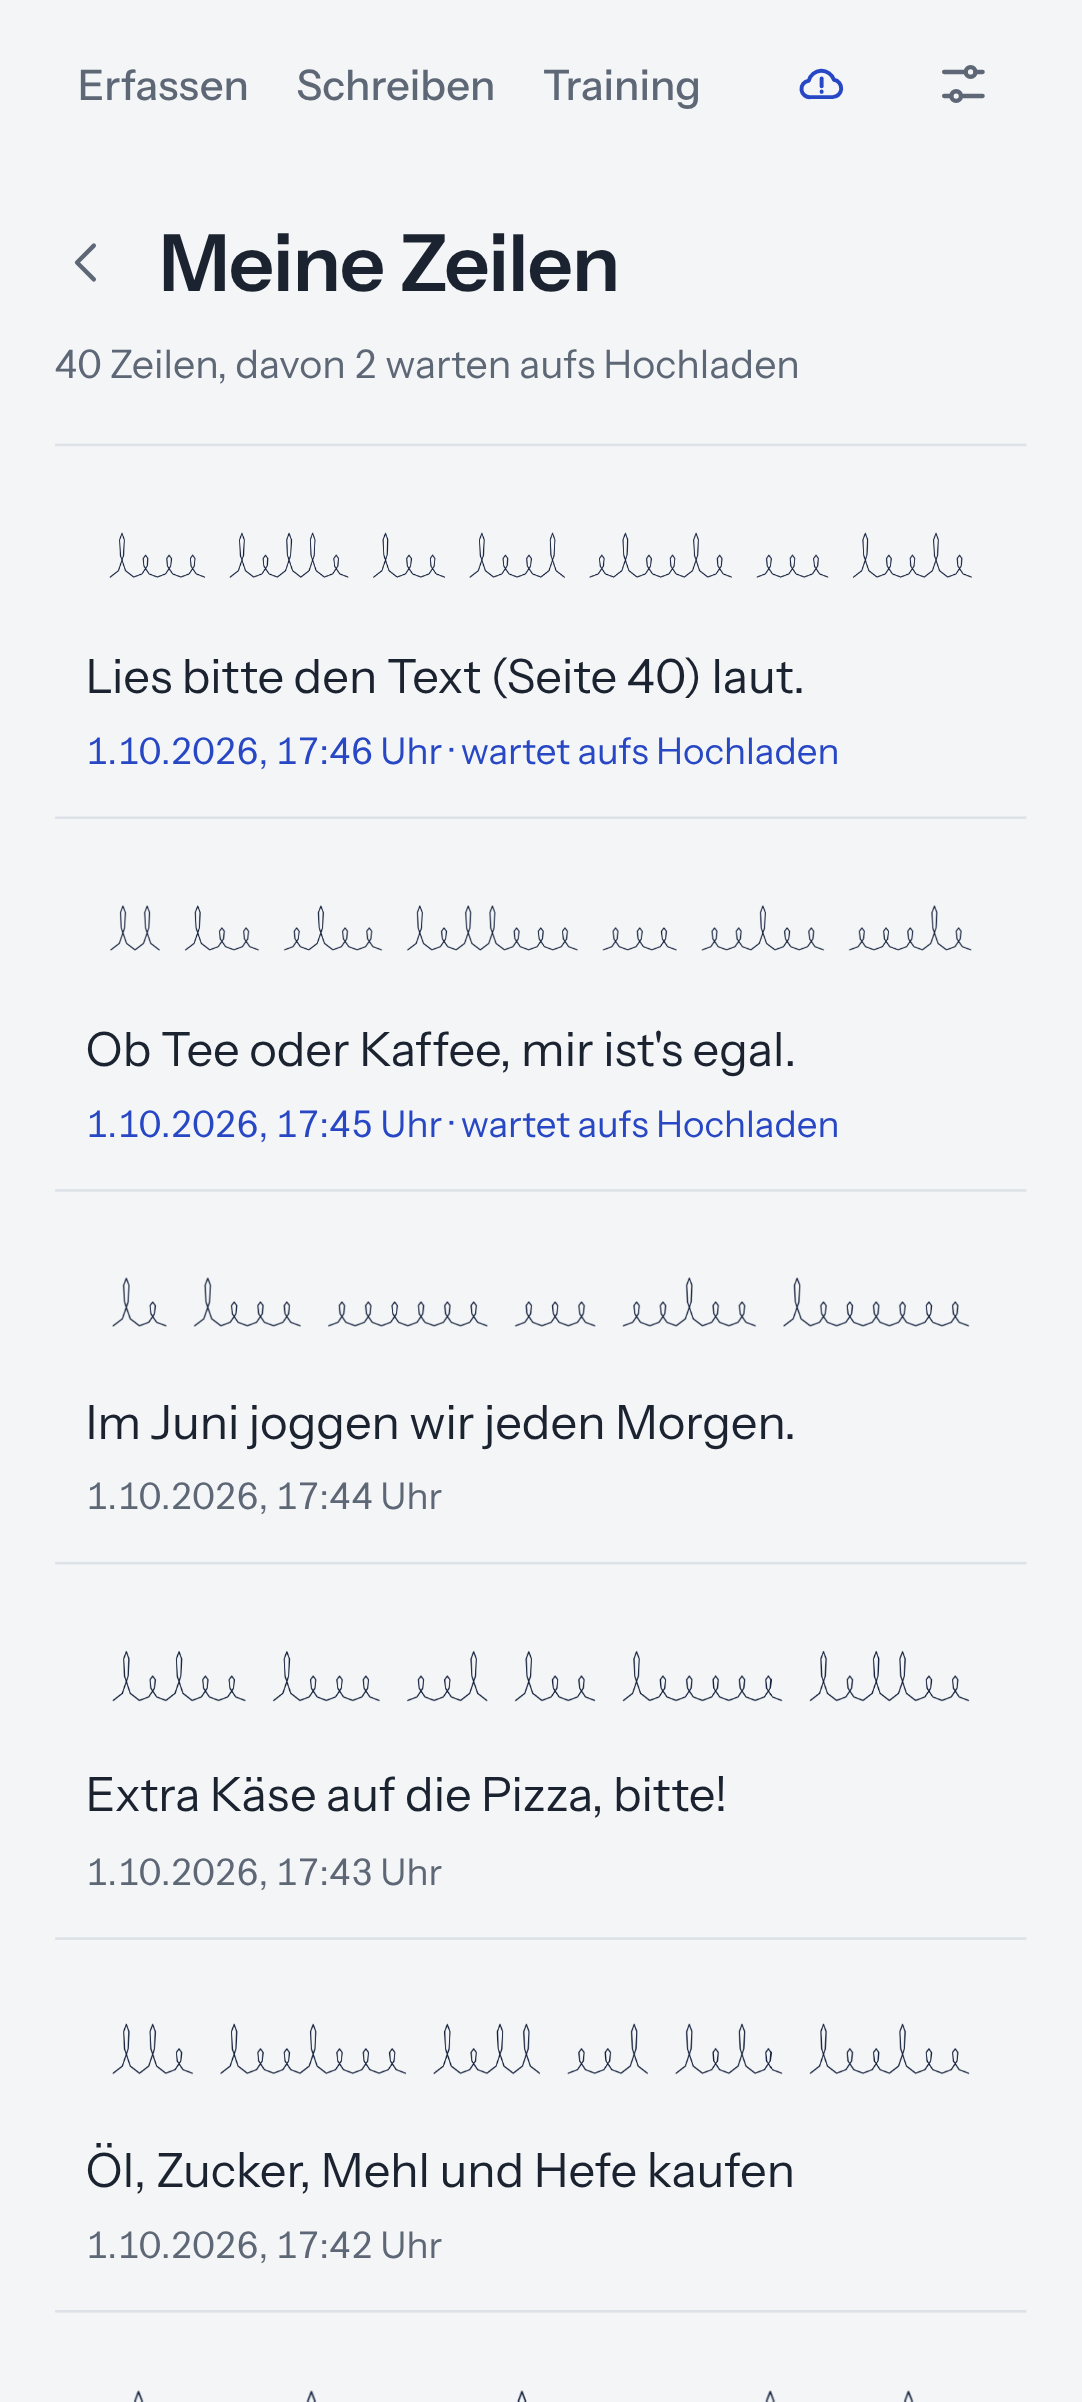 Erfassen Schreiben Training
Meine Zeilen
40 Zeilen, davon 2 warten aufs Hochladen
Lies bitte den Text (Seite 40) laut.
1.10.2026, 17:46 Uhr · wartet aufs Hochladen
Ob Tee oder Kaffee, mir ist's egal.
1.10.2026, 17:45 Uhr · wartet aufs Hochladen
Im Juni joggen wir jeden Morgen.
1.10.2026, 17:44 Uhr
Extra Käse auf die Pizza, bitte!
1.10.2026, 17:43 Uhr
Öl, Zucker, Mehl und Hefe kaufen
1.10.2026, 17:42 Uhr